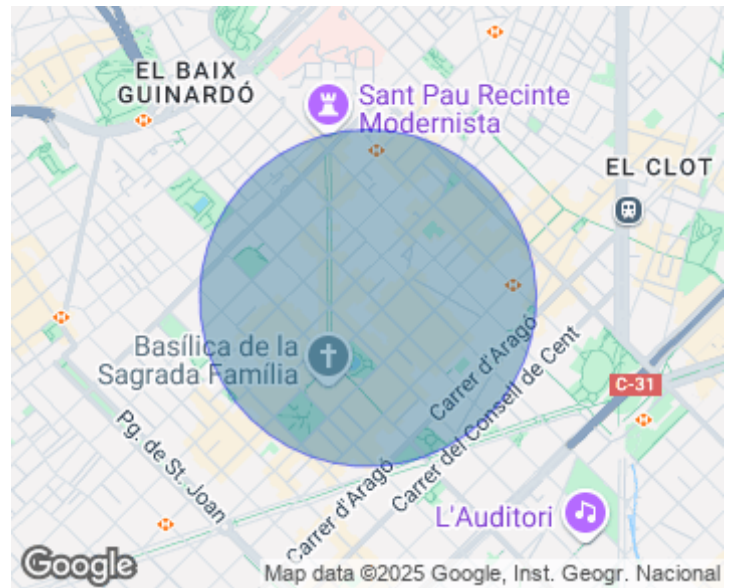 EL BAIX
GUINARDÓ
Sant Pau Recinte
Modernista
EL CLOT
Basílica de la
Sagrada Família
Carrer d'Aragó
Carrer del Consell de Cent
C-31
Pg. de St. Joan
Carrer d'Aragó
L'Auditori
Google
Map data ©2025 Google, Inst. Geogr. Nacional